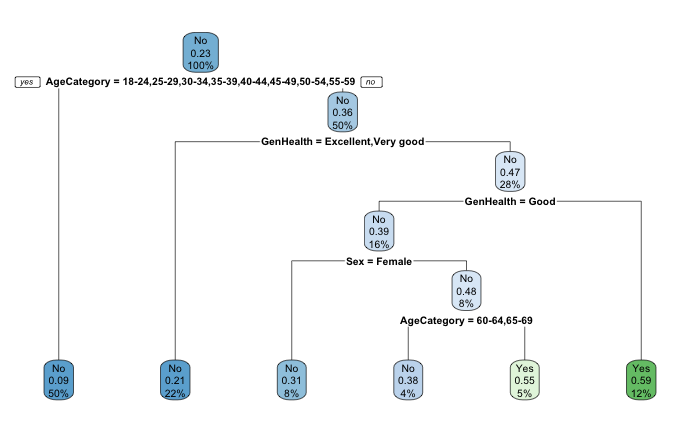 No
0.23
100%
yes AgeCategory = 18-24,25-29,30-34,35-39,40-44,45-49,50-54,55-59 no
No
0.36
50%
GenHealth = Excellent,Very good
No
0.47
28%
GenHealth = Good
No
0.39
16%
Sex = Female
No
0.48
8%
AgeCategory = 60-64,65-69
No
0.09
50%
No
0.21
22%
No
0.31
8%
No
0.38
4%
Yes
0.55
5%
Yes
0.59
12%